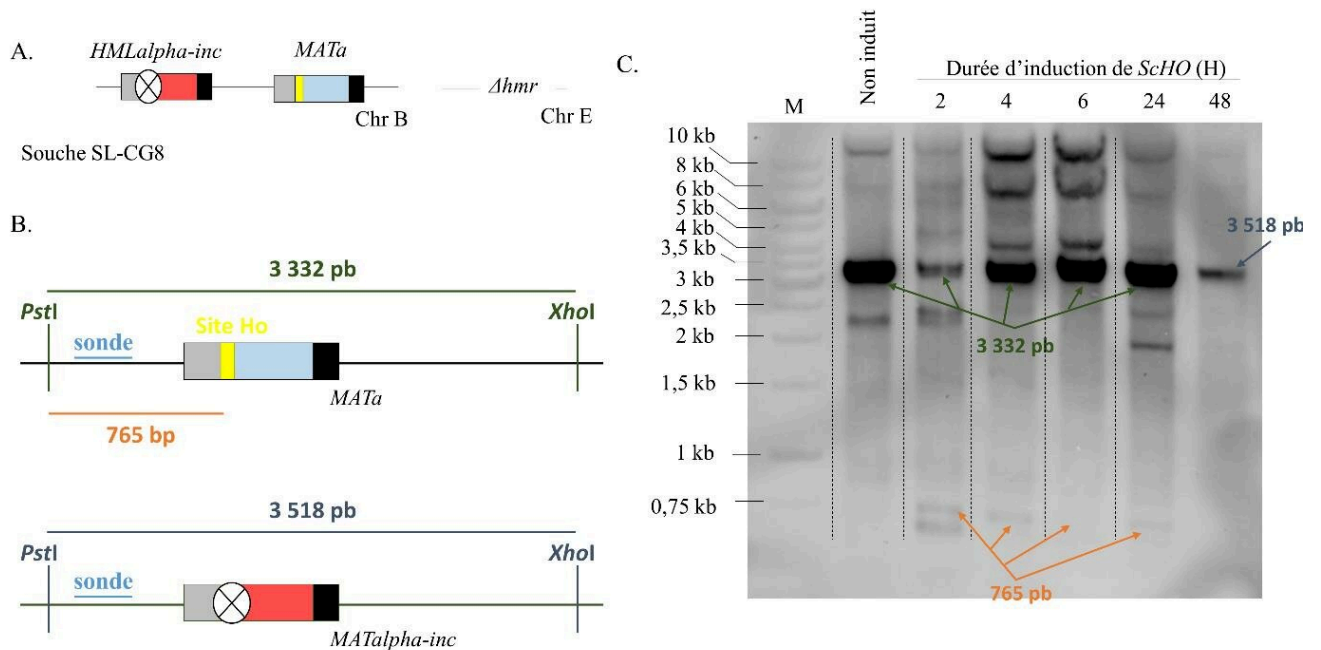 A.
HMLalpha-inc
MATa
Δhmr
Chr B
Chr E
Souche SL-CG8
B.
3 332 pb
PstI
XhoI
sonde
Site Ho
MATa
765 bp
3 518 pb
PstI
XhoI
sonde
MATalpha-inc
C.
Non induit
Durée d'induction de ScHO (H)
M
2
4
6
24
48
10 kb
8 kb
6 kb
5 kb
4 kb
3,5 kb
3 kb
2,5 kb
2 kb
1,5 kb
1 kb
0,75 kb
3 518 pb
3 332 pb
765 pb